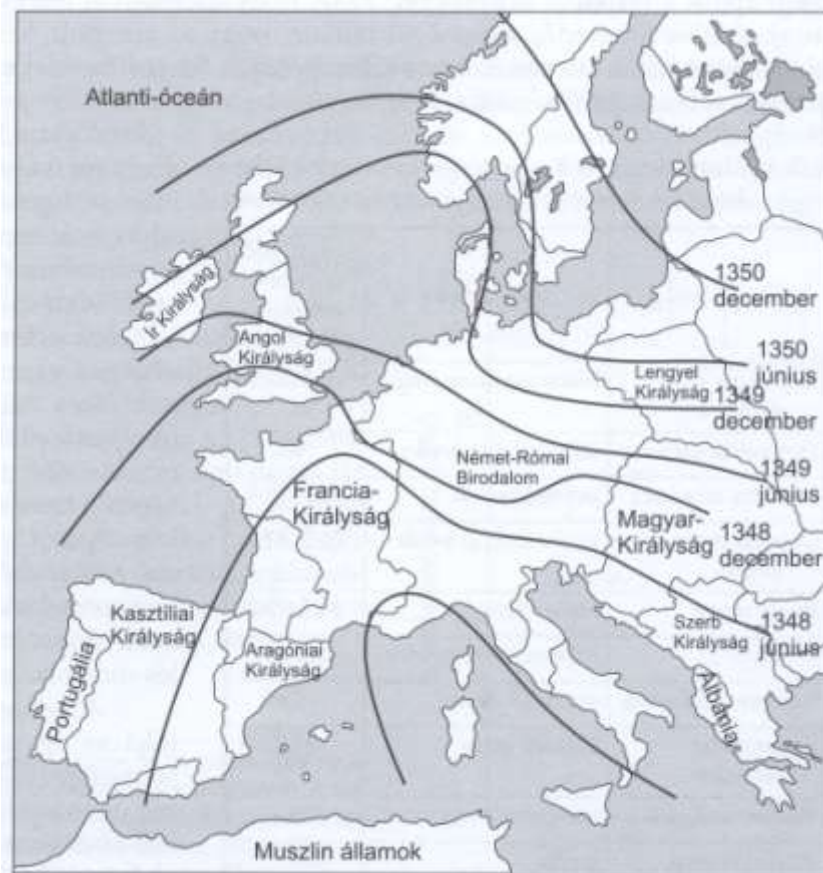 Atlanti-óceán
Ír Királyság
Angol
Királyság
1350
december
1350
június
Lengyel
Királyság
1349
december
Német-Római
Birodalom
1349
június
Francia-
Királyság
Magyar-
Királyság
1348
december
Kasztíliai
Királyság
Szerb
Királyság
1348
június
Aragóniai
Királyság
Portugália
Albánia
Muszlin államok